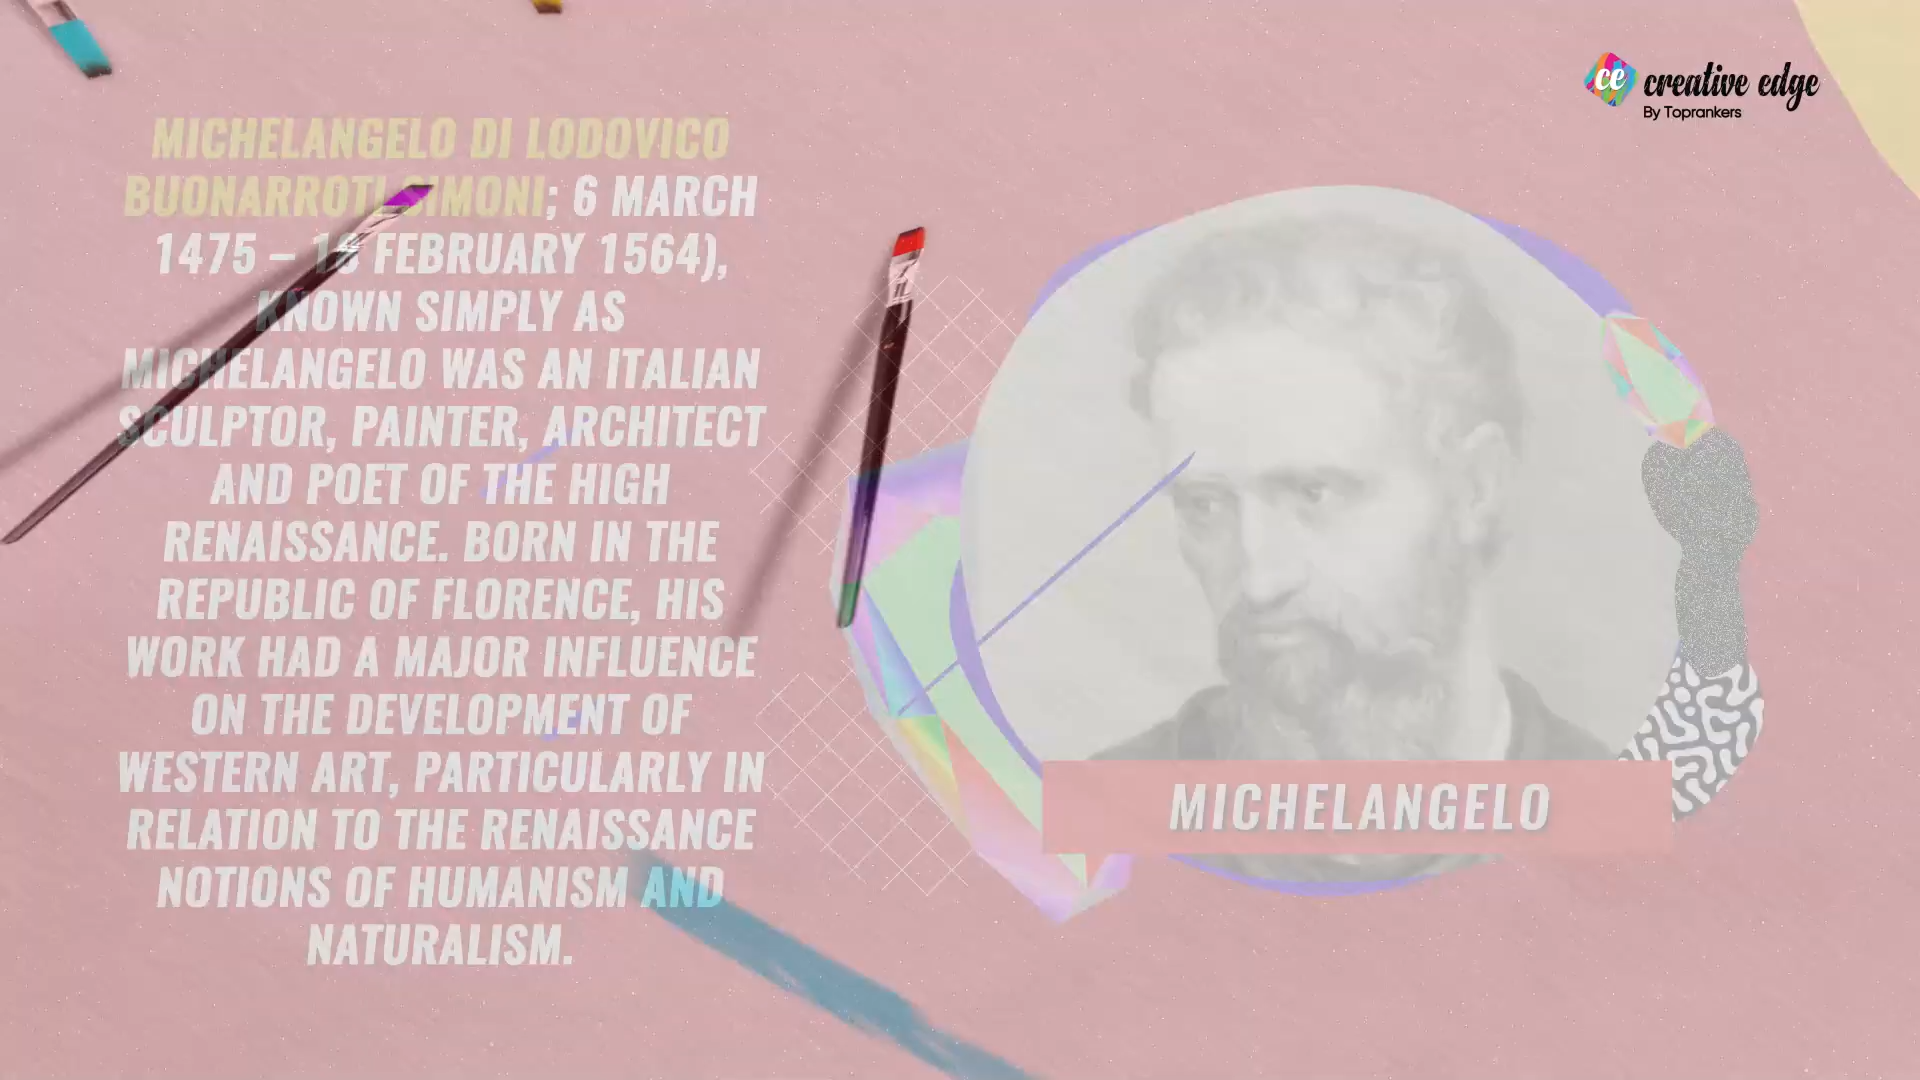 ce creative edge
By Toprankers
MICHELANGELO DI LODOVICO
BUONARROTI SIMONI; 6 MARCH
1475 – 18 FEBRUARY 1564),
KNOWN SIMPLY AS
MICHELANGELO WAS AN ITALIAN
SCULPTOR, PAINTER, ARCHITECT
AND POET OF THE HIGH
RENAISSANCE. BORN IN THE
REPUBLIC OF FLORENCE, HIS
WORK HAD A MAJOR INFLUENCE
ON THE DEVELOPMENT OF
WESTERN ART, PARTICULARLY IN
RELATION TO THE RENAISSANCE
NOTIONS OF HUMANISM AND
NATURALISM.
MICHELANGELO